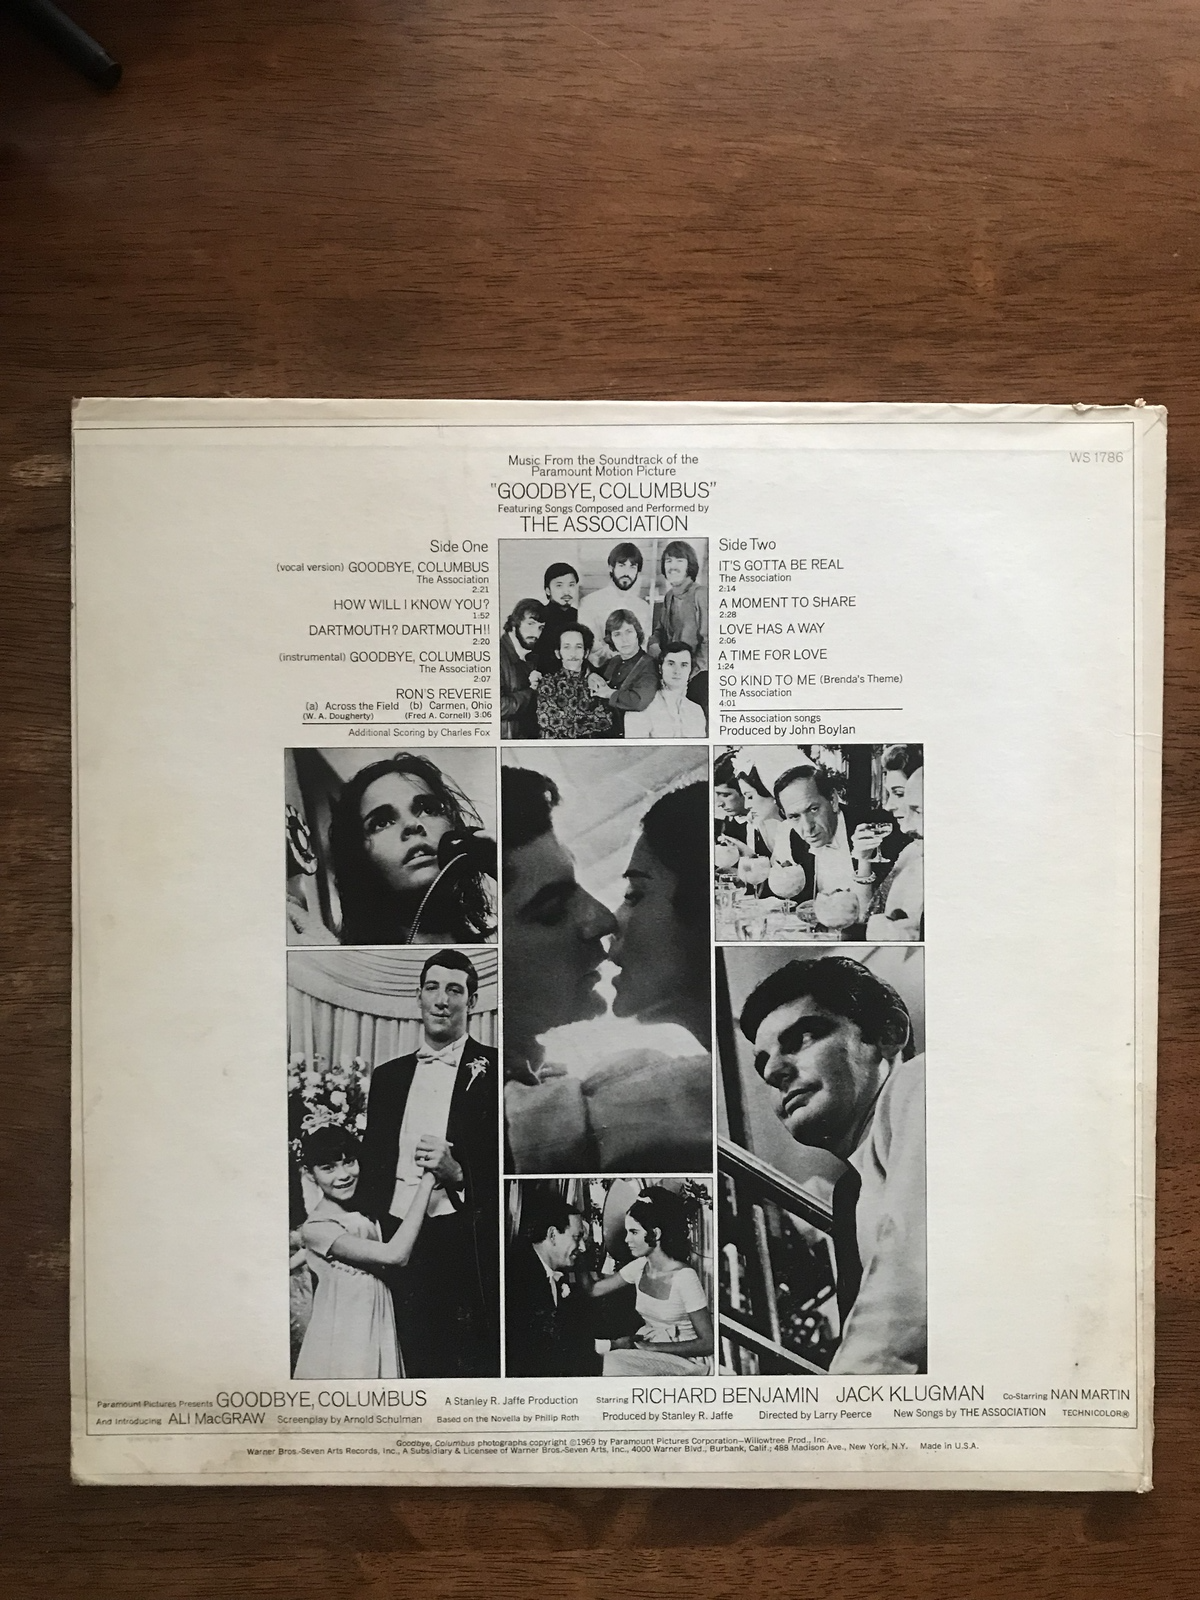 WS 1786
Music From the Soundtrack of the
Paramount Motion Picture
"GOODBYE, COLUMBUS"
Featuring Songs Composed and Performed by
THE ASSOCIATION
Side One
(vocal version) GOODBYE, COLUMBUS
The Association
2:21
HOW WILL I KNOW YOU?
1:52
DARTMOUTH? DARTMOUTH!!
2:20
(instrumental) GOODBYE, COLUMBUS
The Association
2:07
RON'S REVERIE
(a) Across the Field (b) Carmen, Ohio
(W. A. Dougherty) (Fred A. Cornell) 3:06
Additional Scoring by Charles Fox
Side Two
IT'S GOTTA BE REAL
The Association
2:14
A MOMENT TO SHARE
2:28
LOVE HAS A WAY
2:06
A TIME FOR LOVE
1:24
SO KIND TO ME (Brenda's Theme)
The Association
4:01
The Association songs
Produced by John Boylan
Paramount Pictures Presents GOODBYE, COLUMBUS A Stanley R. Jaffe Production Starring RICHARD BENJAMIN JACK KLUGMAN Co-Starring NAN MARTIN
And Introducing ALI MacGRAW Screenplay by Arnold Schulman Based on the Novella by Philip Roth Produced by Stanley R. Jaffe Directed by Larry Peerce New Songs by THE ASSOCIATION TECHNICOLOR®
Goodbye, Columbus photographs copyright ©1969 by Paramount Pictures Corporation—Willowtree Prod., Inc.
Warner Bros.-Seven Arts Records, Inc., A Subsidiary & Licensee of Warner Bros.-Seven Arts, Inc., 4000 Warner Blvd., Burbank, Calif.; 488 Madison Ave., New York, N.Y. Made in U.S.A.